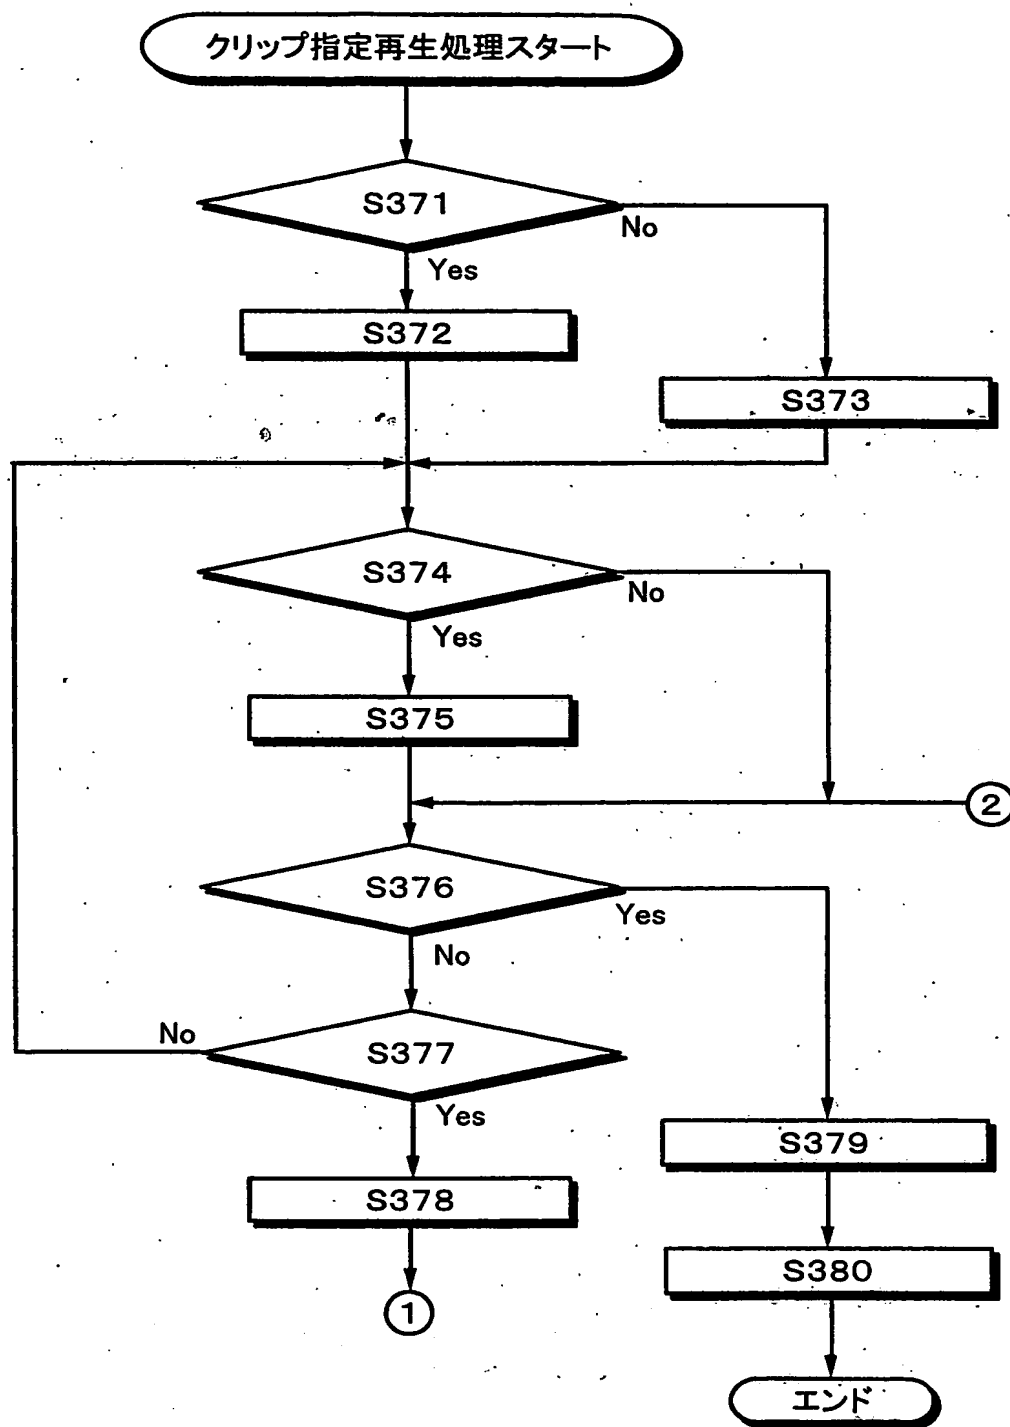 クリップ指定再生処理スタート
S371
No
Yes
S372
S373
S374
No
Yes
S375
2
S376
Yes
No
No
S377
Yes
S379
S378
S380
1
エンド